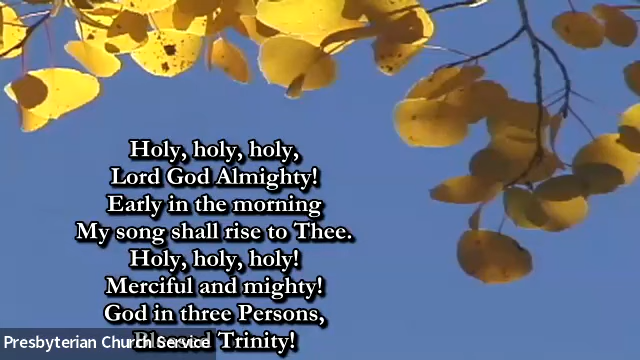 Holy, holy, holy,
Lord God Almighty!
Early in the morning
My song shall rise to Thee.
Holy, holy, holy!
Merciful and mighty!
God in three Persons,
Blessed Trinity!
Presbyterian Church Service